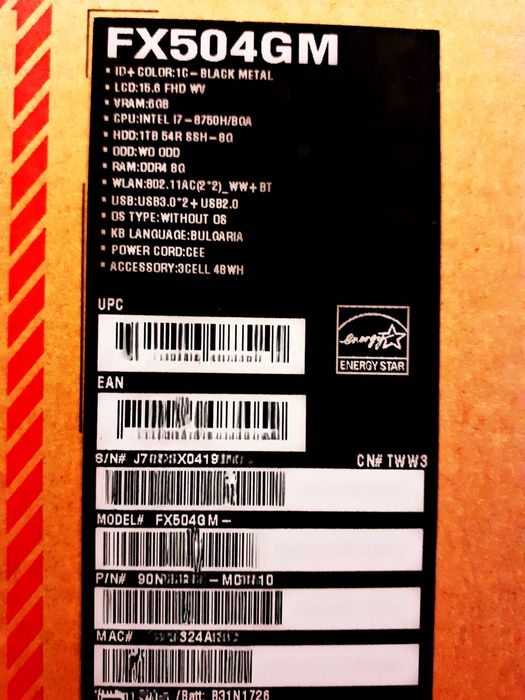 FX504GM
• ID+ COLOR:1C-BLACK METAL
• LCD:15.6 FHD WV
• VRAM:6GB
• CPU:INTEL I7-8750H/BGA
• HDD:1TB 54R SSH-8G
• ODD:WO ODD
• RAM:DDR4 8G
• WLAN:802.11AC(2*2)_WW+BT
• USB:USB3.0*2+USB2.0
• OS TYPE:WITHOUT OS
• KB LANGUAGE:BULGARIA
• POWER CORD:CEE
• ACCESSORY:3CELL 48WH
UPC
energy
ENERGY STAR
EAN
S/N#
CN# TWW3
MODEL# FX504GM-
P/N#
MAC#
/Batt: B31N1726